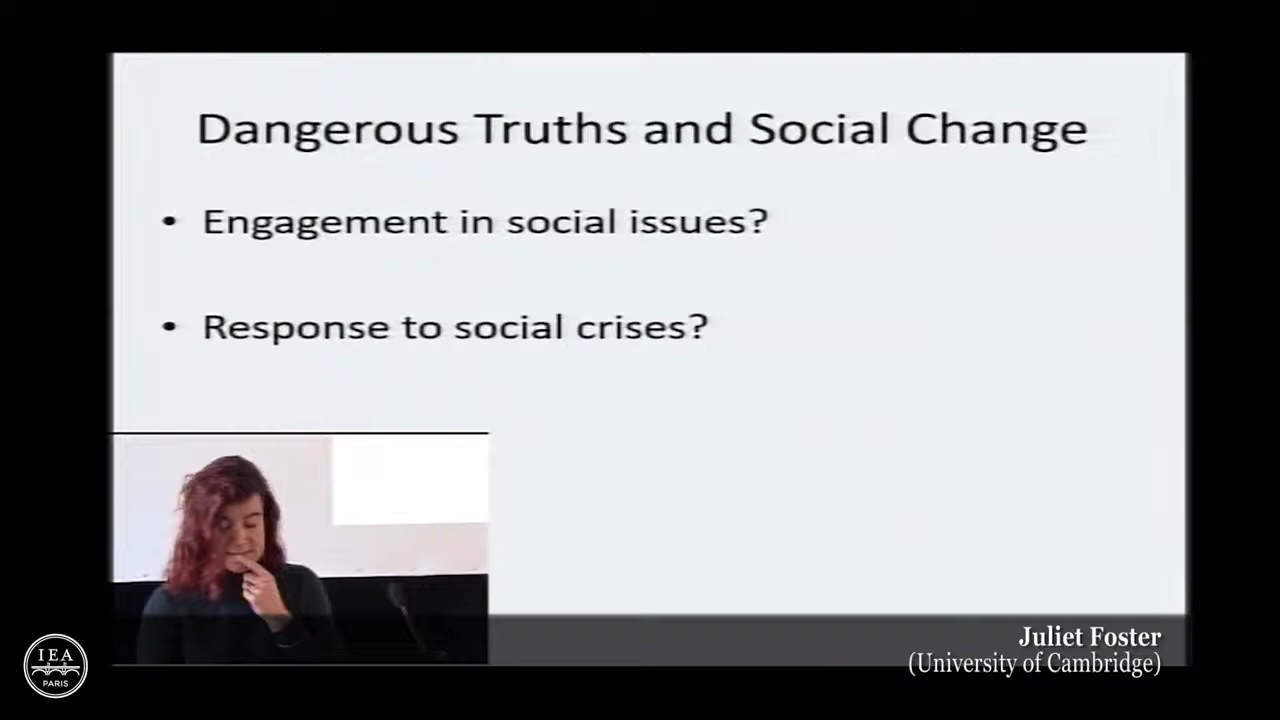 Dangerous Truths and Social Change
• Engagement in social issues?
• Response to social crises?
Juliet Foster
(University of Cambridge)
IEA
PARIS